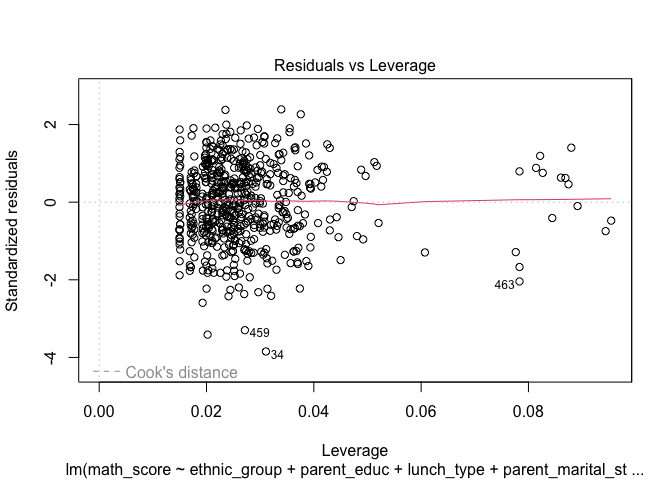 Residuals vs Leverage
Standardized residuals
2
0
-2
-4
463
459
34
Cook's distance
0.00 0.02 0.04 0.06 0.08
Leverage
lm(math_score ~ ethnic_group + parent_educ + lunch_type + parent_marital_st ...